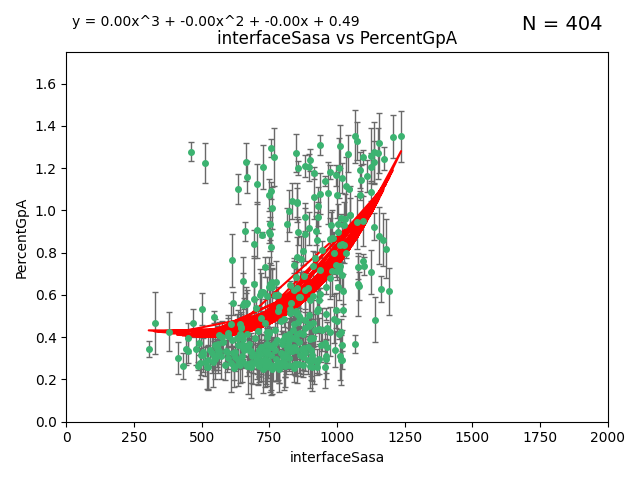 y = 0.00x^3 + -0.00x^2 + -0.00x + 0.49
N = 404
interfaceSasa vs PercentGpA
PercentGpA
1.6
1.4
1.2
1.0
0.8
0.6
0.4
0.2
0.0
0 250 500 750 1000 1250 1500 1750 2000
interfaceSasa